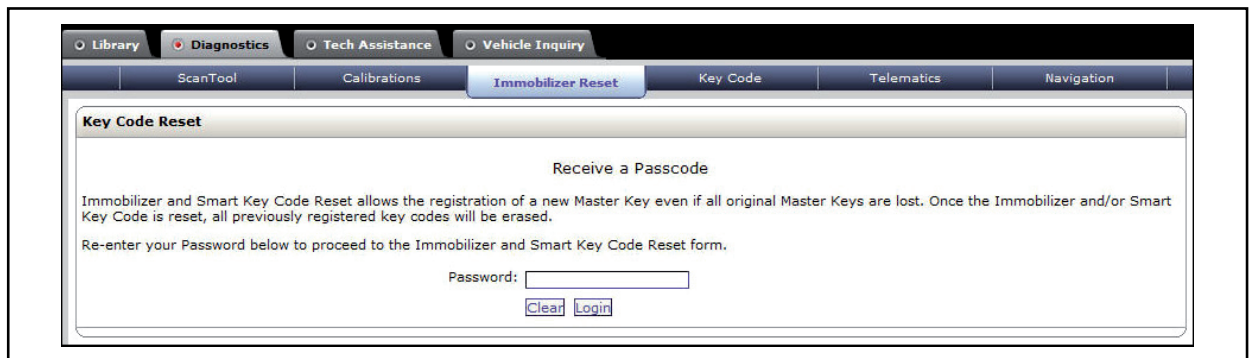 Library Diagnostics Tech Assistance Vehicle Inquiry
ScanTool Calibrations Immobilizer Reset Key Code Telematics Navigation
Key Code Reset
Receive a Passcode
Immobilizer and Smart Key Code Reset allows the registration of a new Master Key even if all original Master Keys are lost. Once the Immobilizer and/or Smart
Key Code is reset, all previously registered key codes will be erased.
Re-enter your Password below to proceed to the Immobilizer and Smart Key Code Reset form.
Password:
Clear Login